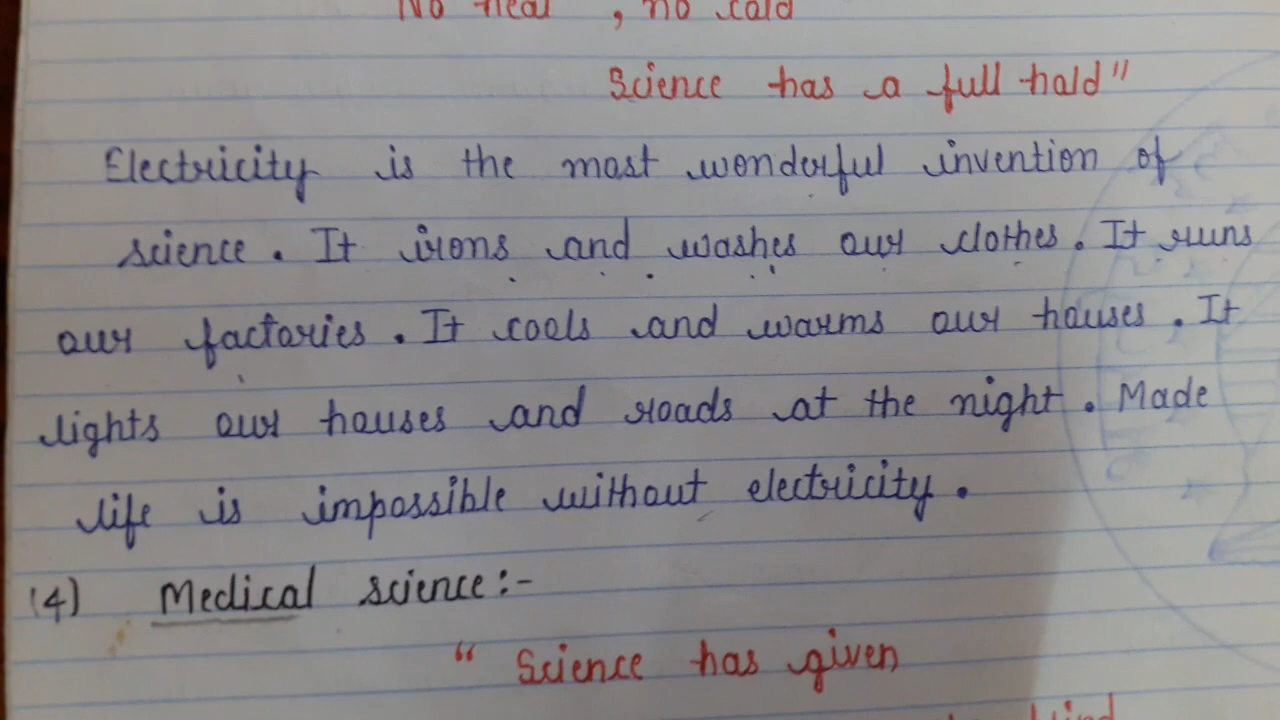 No heat , no cold
Science has a full hold"
Electricity is the most wonderful invention of
science. It irons and washes our clothes. It runs
our factories. It cools and warms our houses. It
lights our houses and roads at the night. Made
life is impossible without electricity.
(4) Medical science:-
" Science has given